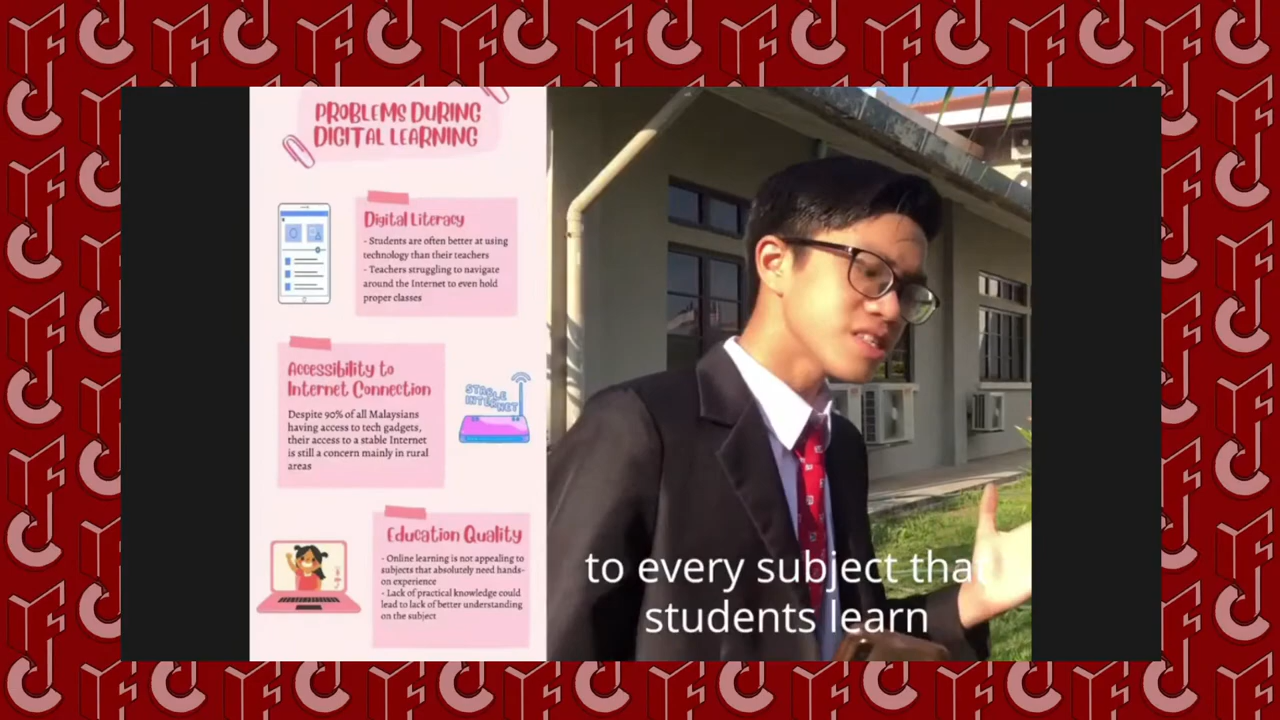 PROBLEMS DURING
DIGITAL LEARNING
Digital Literacy
- Students are often better at using
technology than their teachers
- Teachers struggling to navigate
around the Internet to even hold
proper classes
Accessibility to
Internet Connection
Despite 90% of all Malaysians
having access to tech gadgets,
their access to a stable Internet
is still a concern mainly in rural
areas
STABLE
INTERNET
Education Quality
- Online learning is not appealing to
subjects that absolutely need hands-
on experience
- Lack of practical knowledge could
lead to lack of better understanding
on the subject
to every subject that
students learn